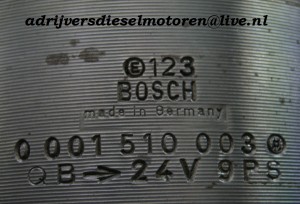 adrijversdieselmotoren@live.nl
E 123
BOSCH
made in Germany
0 001 510 003
B → 24V 9PS